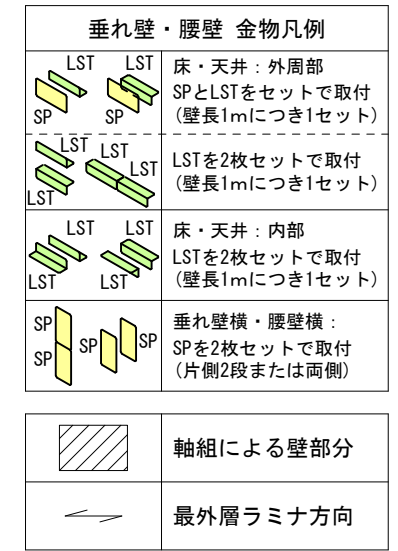 垂れ壁・腰壁 金物凡例
LST LST
SP SP
床・天井：外周部
SPとLSTをセットで取付
(壁長1mにつき1セット)
LST LST
LST
LST
LSTを2枚セットで取付
(壁長1mにつき1セット)
LST LST
LST LST
床・天井：内部
LSTを2枚セットで取付
(壁長1mにつき1セット)
SP SP
SP SP
垂れ壁横・腰壁横：
SPを2枚セットで取付
(片側2段または両側)
軸組による壁部分
最外層ラミナ方向